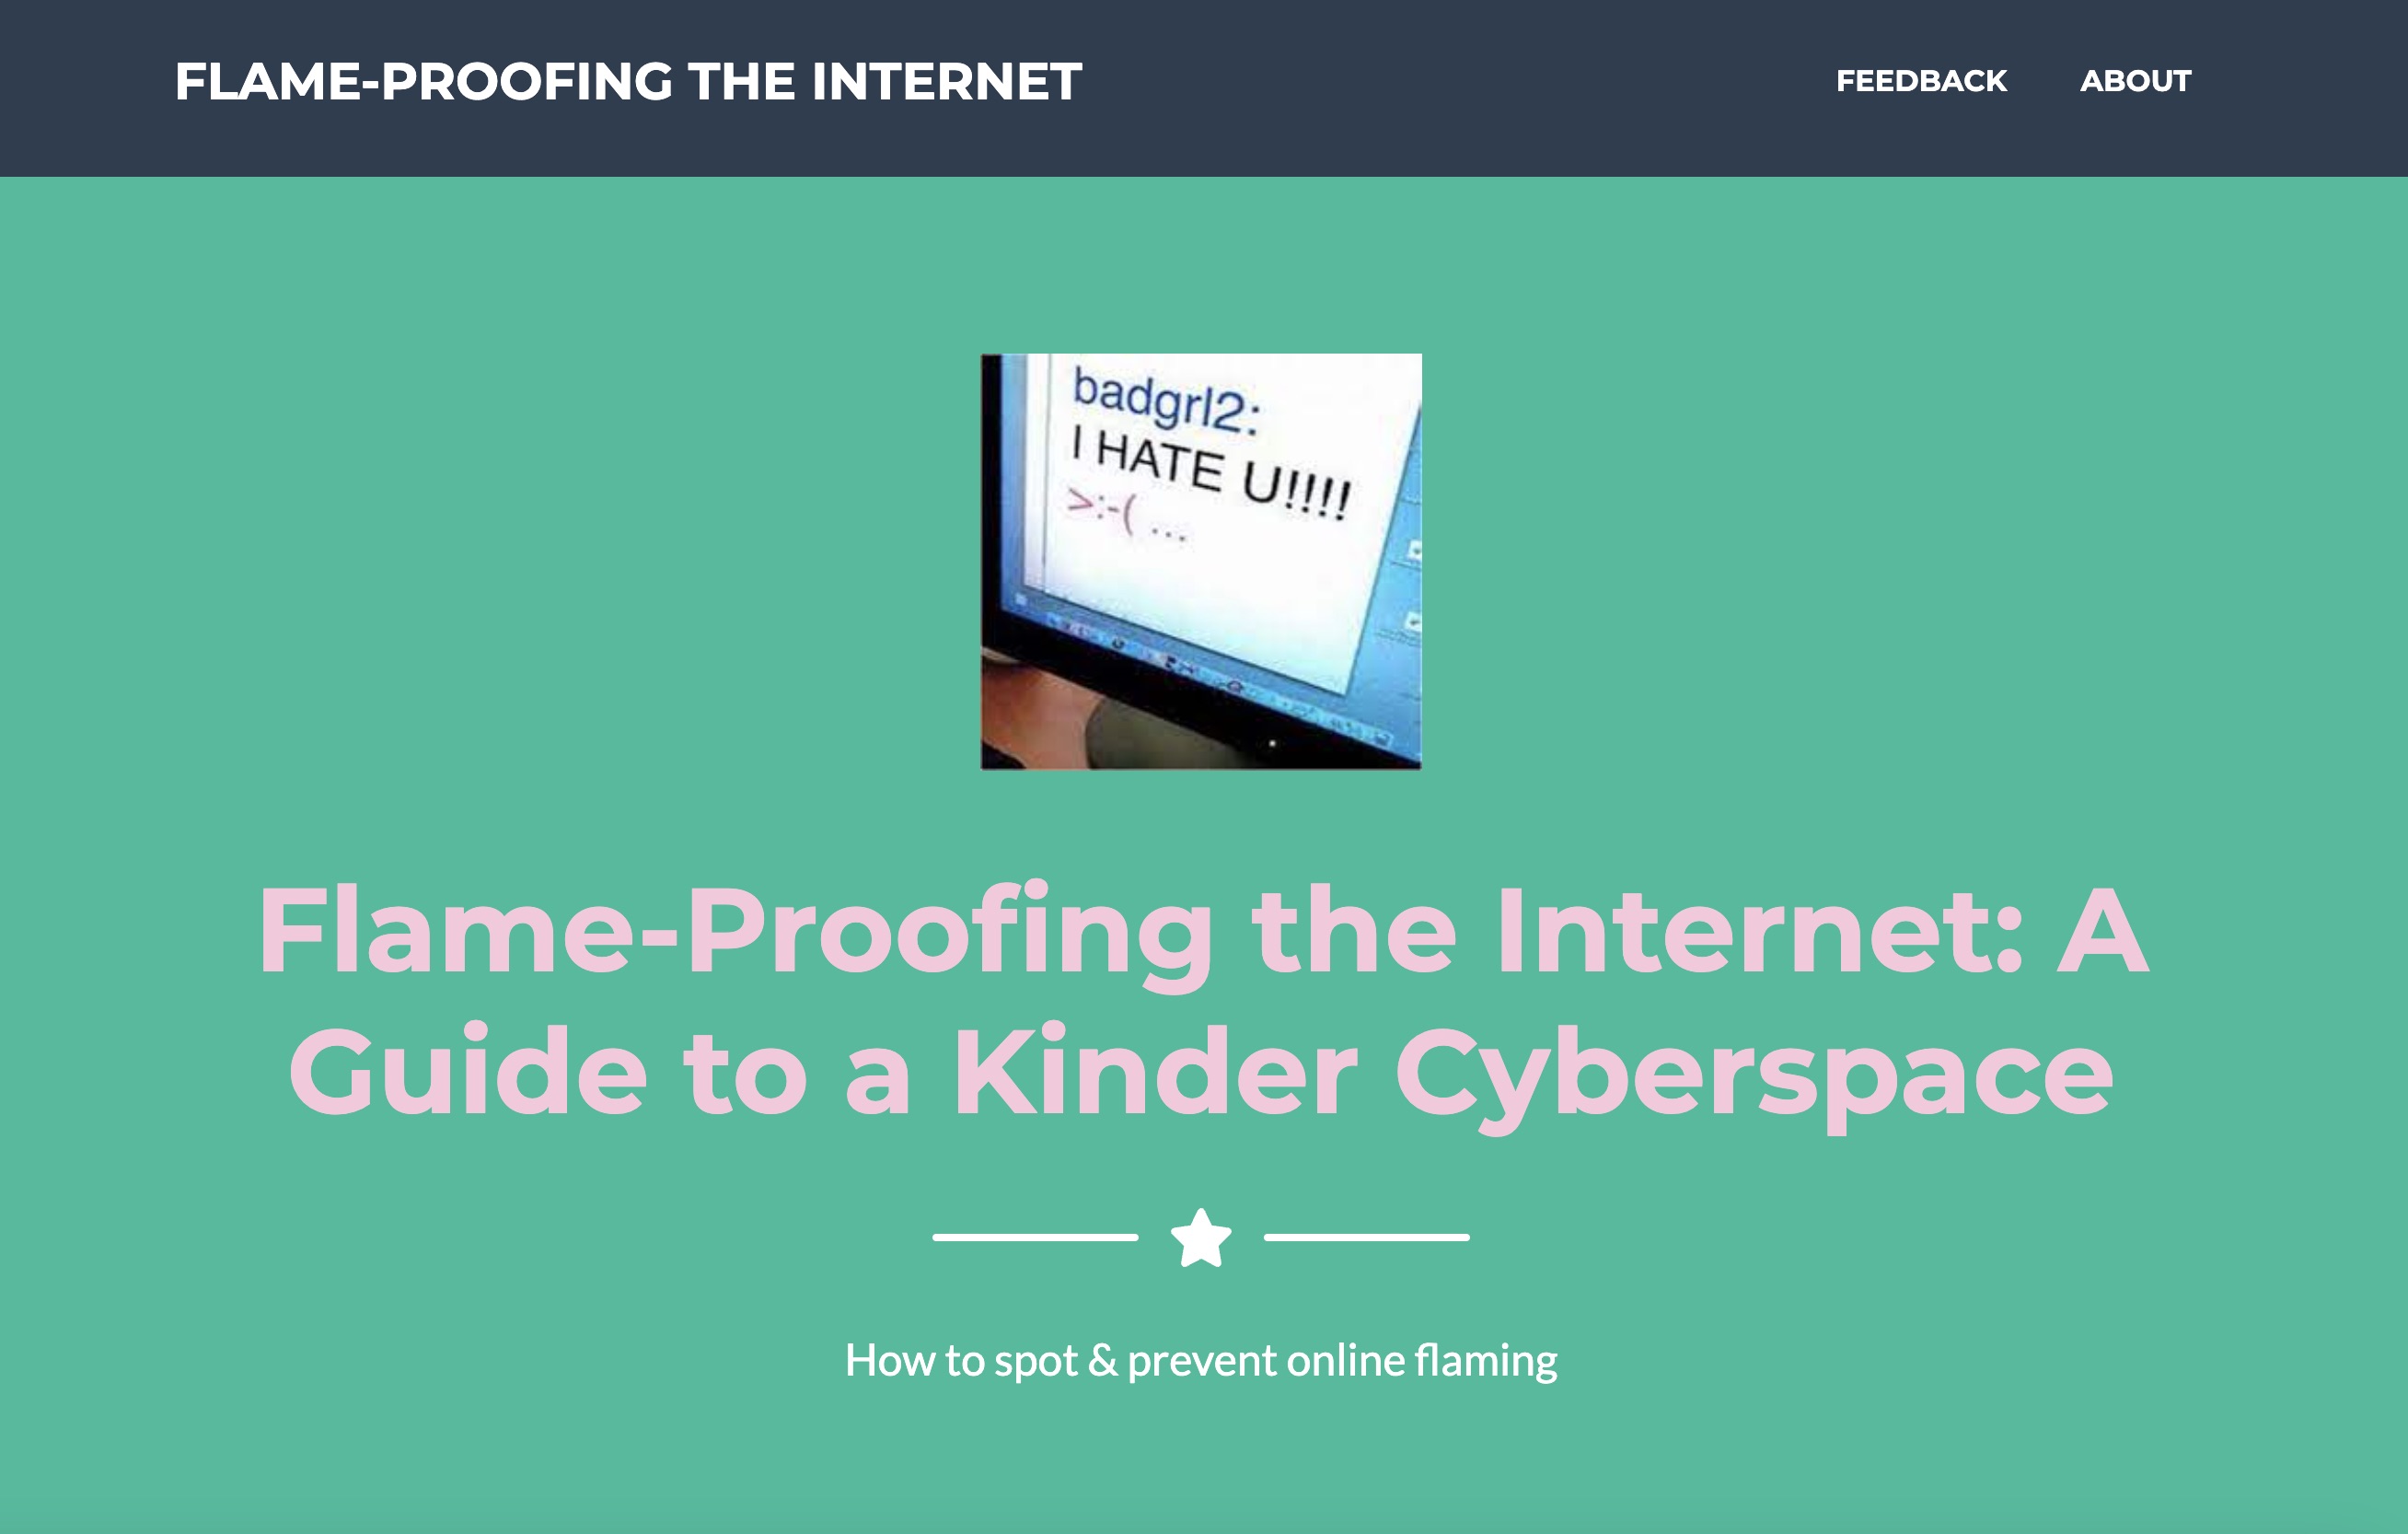 FLAME-PROOFING THE INTERNET
FEEDBACK
ABOUT
badgrl2:
I HATE U!!!!
>:-( ...
Flame-Proofing the Internet: A
Guide to a Kinder Cyberspace
How to spot & prevent online flaming